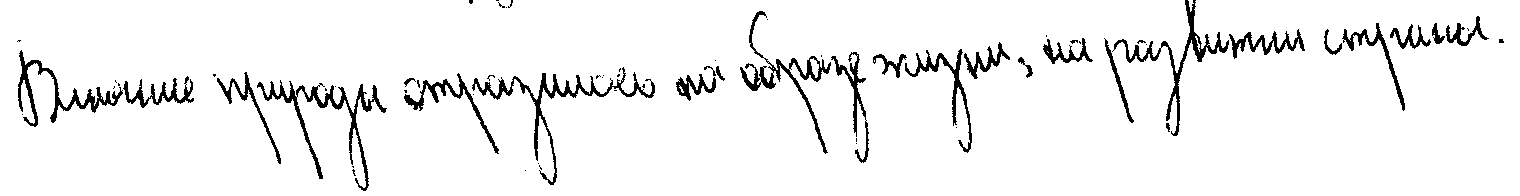 Влияние природы отразилось на образе жизни, на развитии страны.